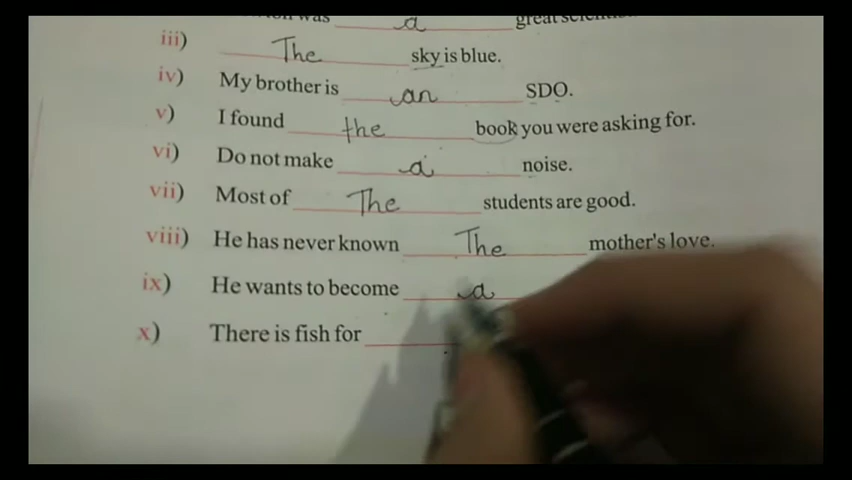 was a great
iii) The sky is blue.
iv) My brother is an SDO.
v) I found the book you were asking for.
vi) Do not make a noise.
vii) Most of The students are good.
viii) He has never known The mother's love.
ix) He wants to become a
x) There is fish for